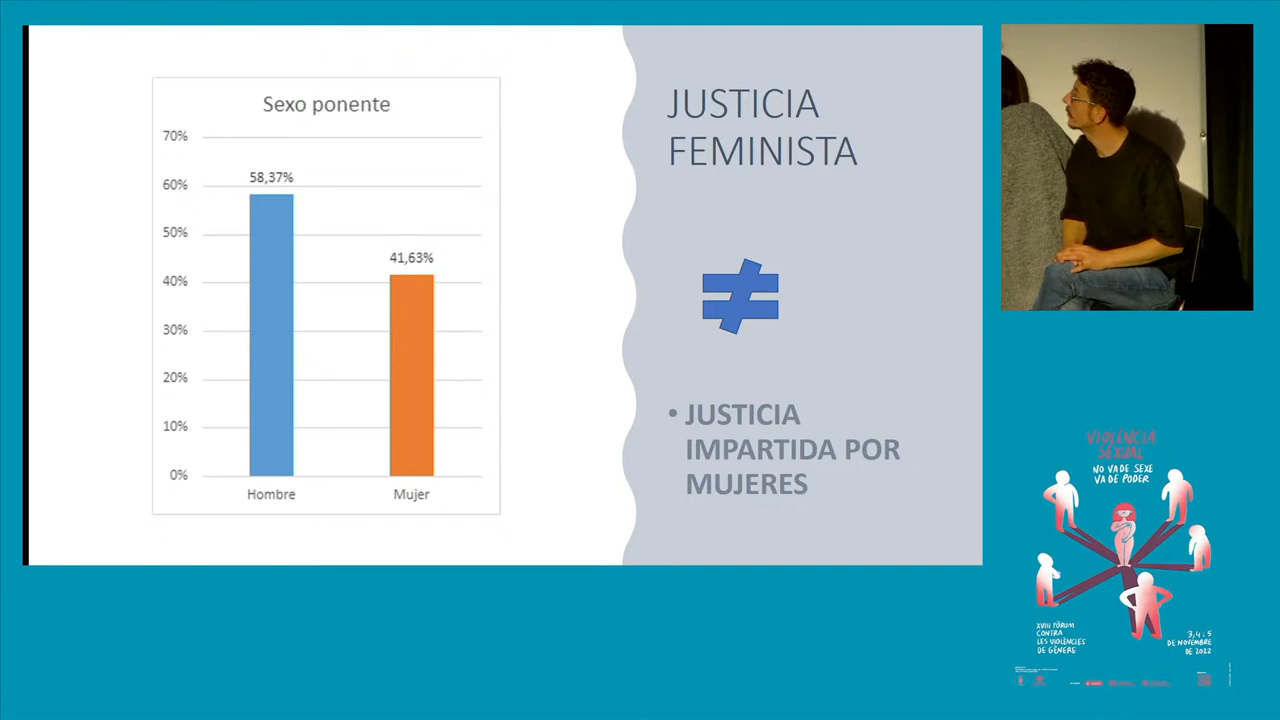 Sexo ponente
70%
60%
50%
40%
30%
20%
10%
0%
58,37%
41,63%
Hombre
Mujer
JUSTICIA
FEMINISTA
≠
• JUSTICIA
IMPARTIDA POR
MUJERES
VIOLÈNCIA
SEXUAL
NO VA DE SEXE
VA DE PODER
XVIII FÒRUM
CONTRA
LES VIOLÈNCIES
DE GÈNERE
3, 4 i 5
DE NOVEMBRE
DE 2022